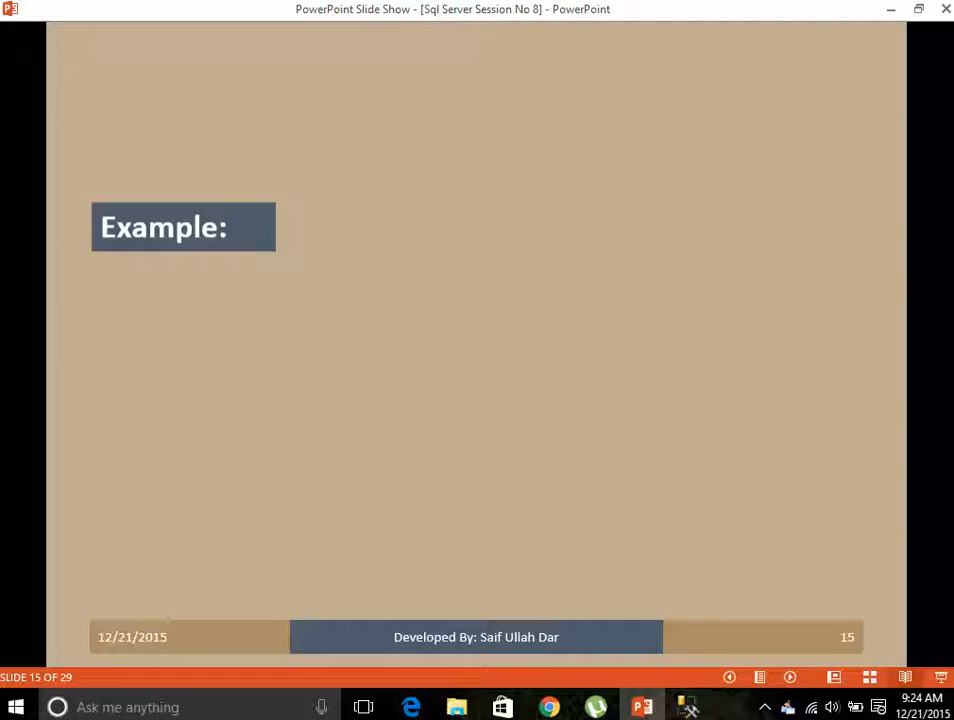 PowerPoint Slide Show - [Sql Server Session No 8] - PowerPoint
Example:
12/21/2015
Developed By: Saif Ullah Dar
15
SLIDE 15 OF 29
Ask me anything
9:24 AM
12/21/2015